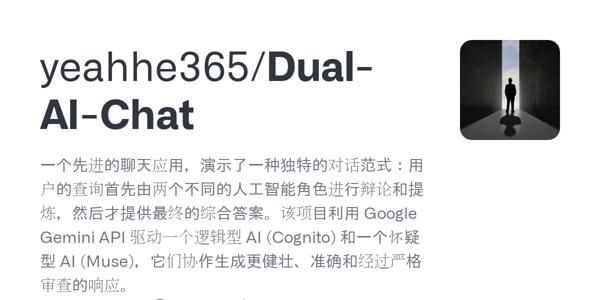 yeahhe365/Dual-
AI-Chat
一个先进的聊天应用，演示了一种独特的对话范式：用
户的查询首先由两个不同的人工智能角色进行辩论和提
炼，然后才提供最终的综合答案。该项目利用 Google
Gemini API 驱动一个逻辑型 AI (Cognito) 和一个怀疑
型 AI (Muse)，它们协作生成更健壮、准确和经过严格
审查的响应。